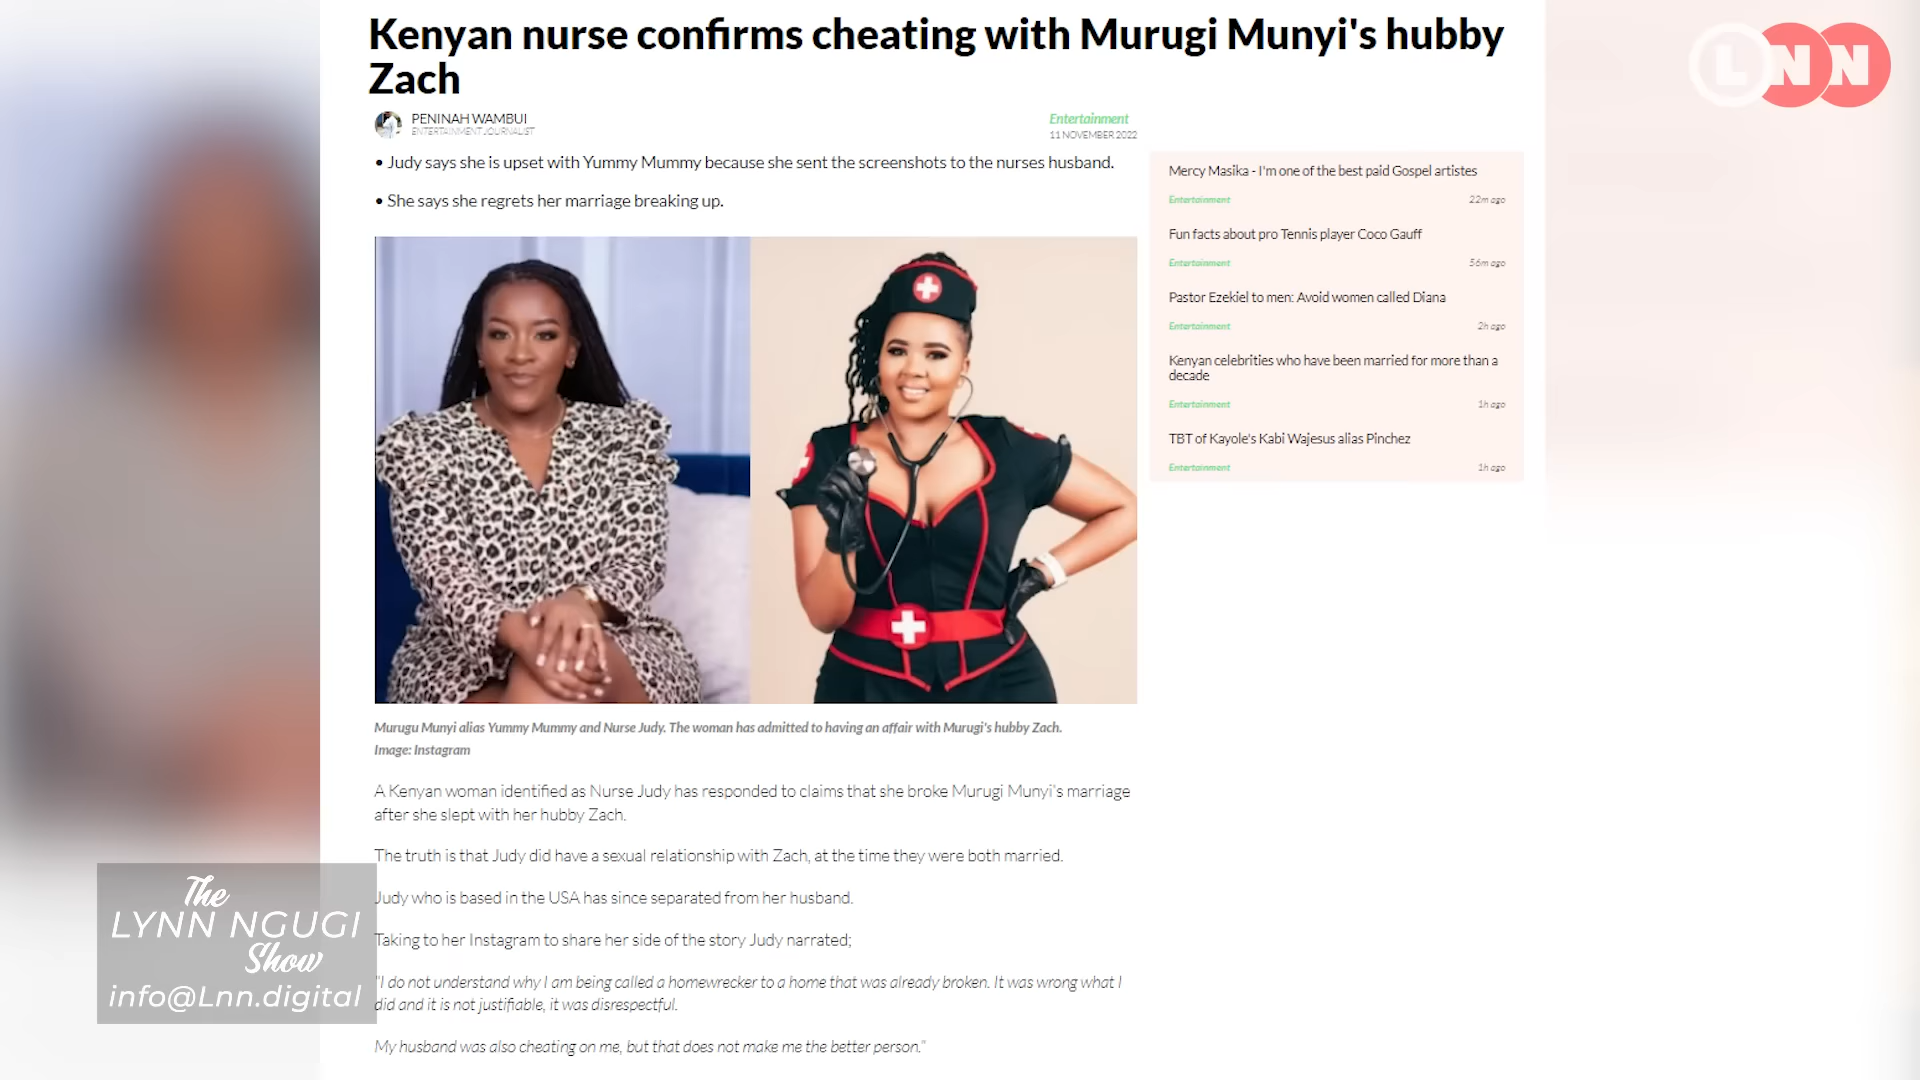 Kenyan nurse confirms cheating with Murugi Munyi's hubby
Zach
PENINAH WAMBUI
ENTERTAINMENT JOURNALIST
Entertainment
11 NOVEMBER 2022
• Judy says she is upset with Yummy Mummy because she sent the screenshots to the nurses husband.
• She says she regrets her marriage breaking up.
Murugu Munyi alias Yummy Mummy and Nurse Judy. The woman has admitted to having an affair with Murugi's hubby Zach.
Image: Instagram
A Kenyan woman identified as Nurse Judy has responded to claims that she broke Murugi Munyi's marriage
after she slept with her hubby Zach.
The truth is that Judy did have a sexual relationship with Zach, at the time they were both married.
Judy who is based in the USA has since separated from her husband.
Taking to her Instagram to share her side of the story Judy narrated;
"I do not understand why I am being called a homewrecker to a home that was already broken. It was wrong what I
did and it is not justifiable, it was disrespectful.
My husband was also cheating on me, but that does not make me the better person."
Mercy Masika - I'm one of the best paid Gospel artistes
Entertainment
22m ago
Fun facts about pro Tennis player Coco Gauff
Entertainment
56m ago
Pastor Ezekiel to men: Avoid women called Diana
Entertainment
2h ago
Kenyan celebrities who have been married for more than a
decade
Entertainment
1h ago
TBT of Kayole's Kabi Wajesus alias Pinchez
Entertainment
1h ago
LNN
The
LYNN NGUGI
Show
info@Lnn.digital